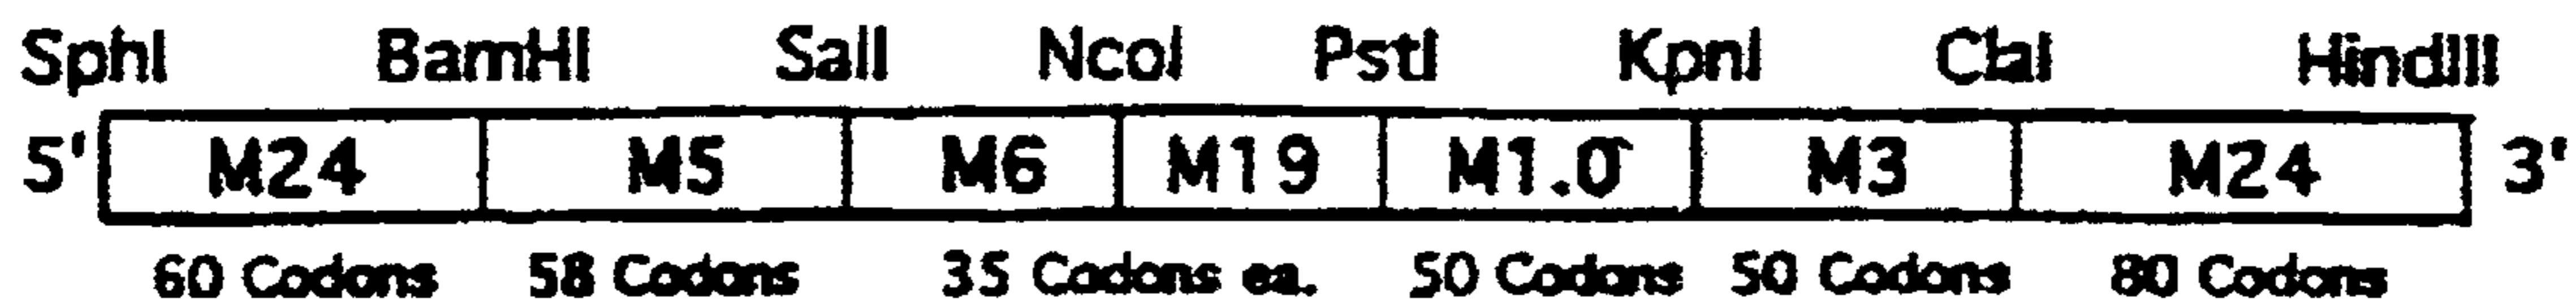 SphI BamHI SalI NcoI PstI KpnI ClaI HindIII
5' M24 M5 M6 M19 M1.0 M3 M24 3'
60 Codons 58 Codons 35 Codons ea. 50 Codons 50 Codons 80 Codons